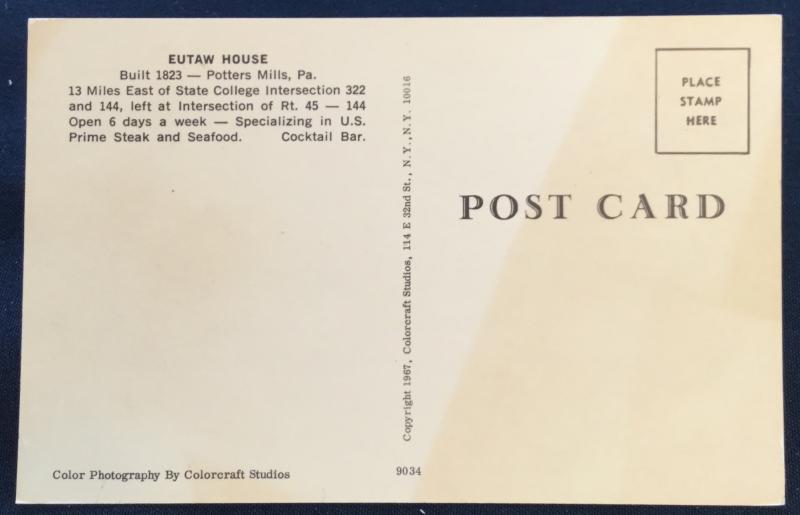 EUTAW HOUSE
Built 1823 — Potters Mills, Pa.
13 Miles East of State College Intersection 322
and 144, left at Intersection of Rt. 45 — 144
Open 6 days a week — Specializing in U.S.
Prime Steak and Seafood. Cocktail Bar.
Color Photography By Colorcraft Studios
Copyright 1967, Colorcraft Studios, 114 E 32nd St., N.Y., N.Y. 10016
9034
PLACE
STAMP
HERE
POST CARD